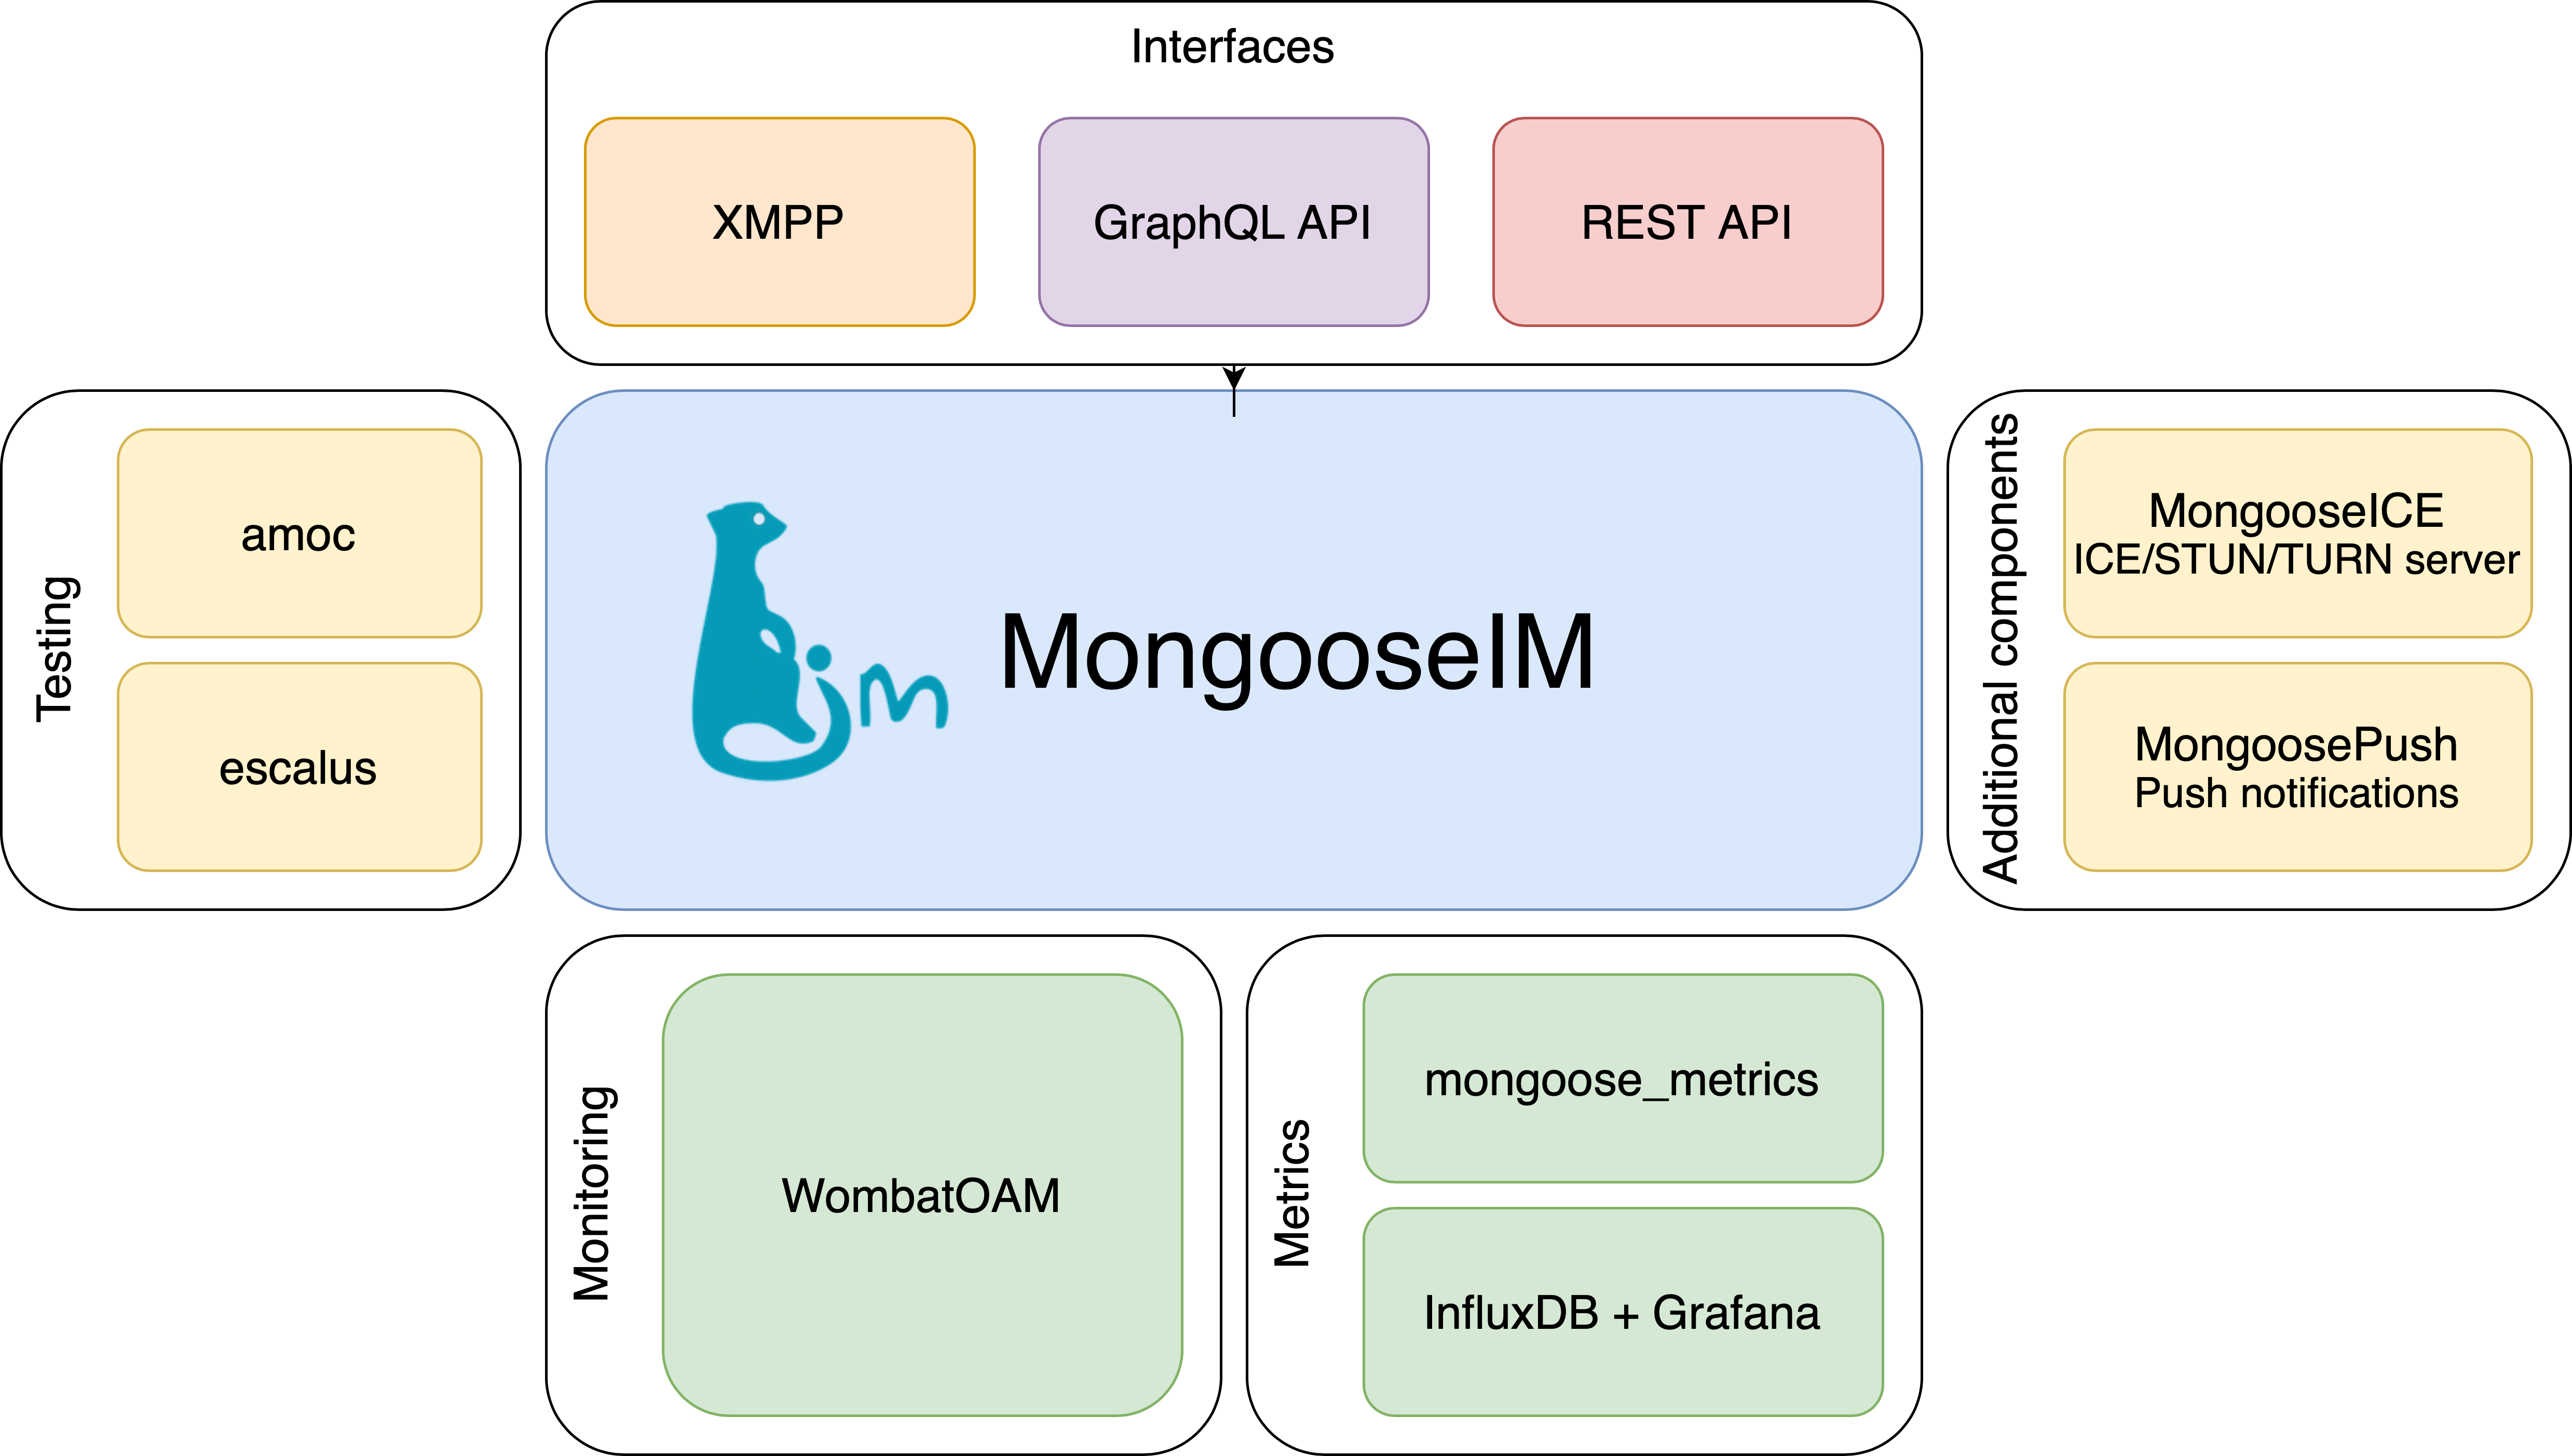 Interfaces
XMPP
GraphQL API
REST API
Testing
amoc
escalus
im
MongooseIM
Additional components
MongooseICE
ICE/STUN/TURN server
MongoosePush
Push notifications
Monitoring
WombatOAM
Metrics
mongoose_metrics
InfluxDB + Grafana